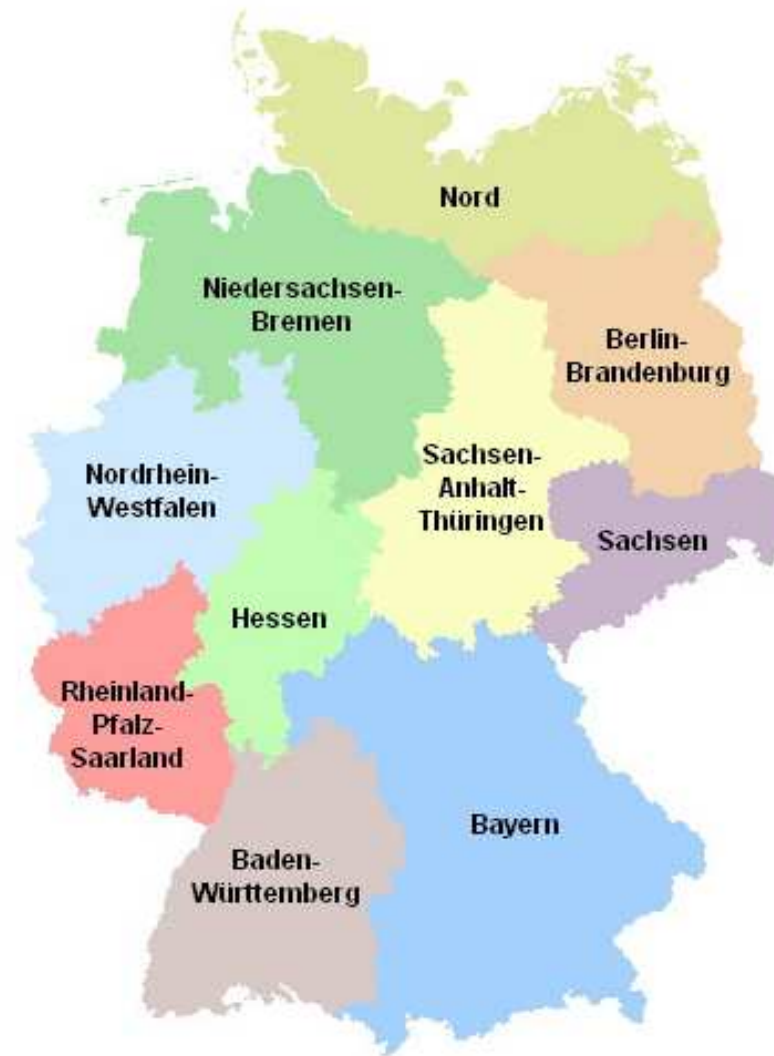 Nord
Niedersachsen-
Bremen
Berlin-
Brandenburg
Nordrhein-
Westfalen
Sachsen-
Anhalt-
Thüringen
Sachsen
Hessen
Rheinland-
Pfalz-
Saarland
Bayern
Baden-
Württemberg